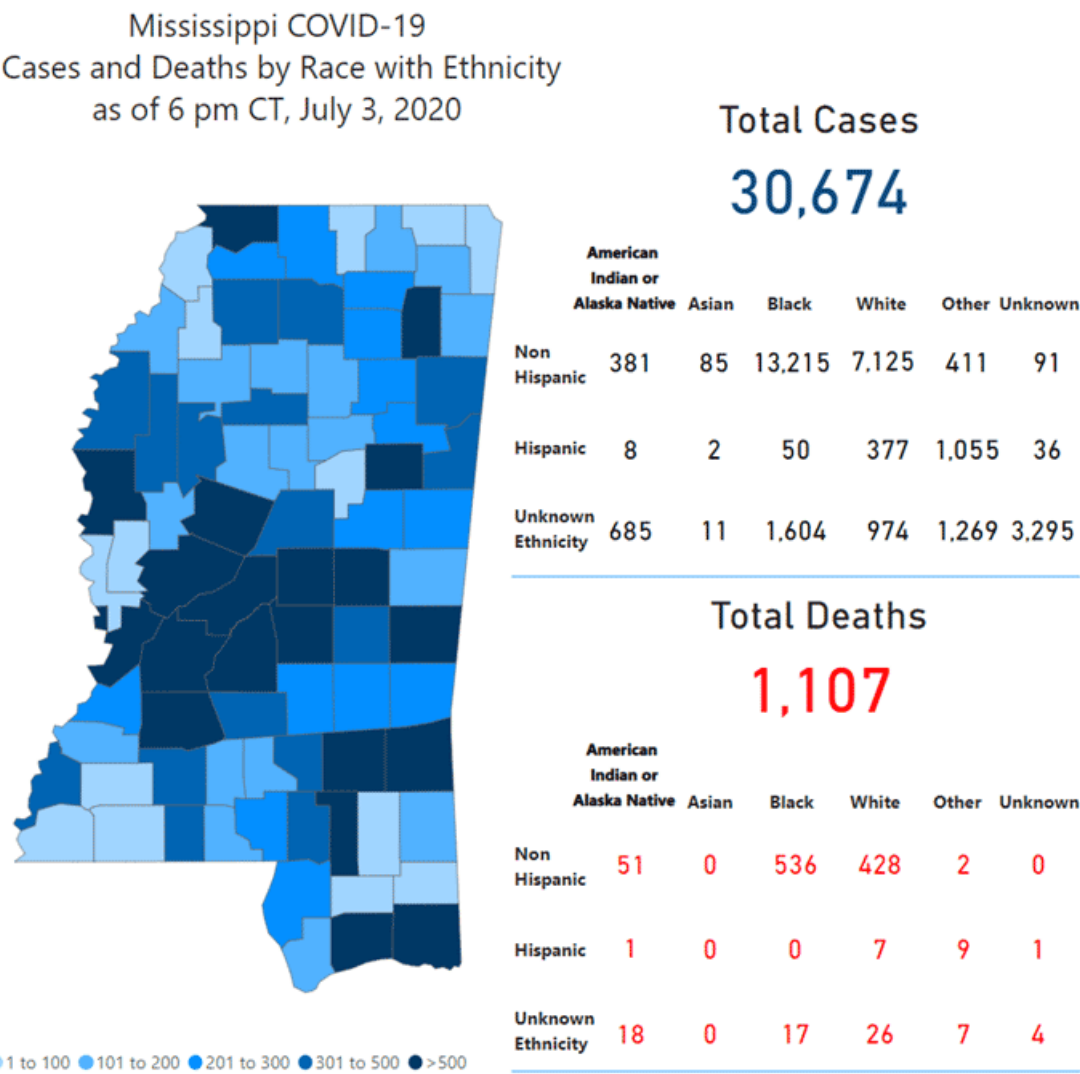 Mississippi COVID-19
Cases and Deaths by Race with Ethnicity
as of 6 pm CT, July 3, 2020
Total Cases
30,674
American
Indian or
Alaska Native Asian Black White Other Unknown
Non
Hispanic 381 85 13,215 7,125 411 91
Hispanic 8 2 50 377 1,055 36
Unknown
Ethnicity 685 11 1,604 974 1,269 3,295
Total Deaths
1,107
American
Indian or
Alaska Native Asian Black White Other Unknown
Non
Hispanic 51 0 536 428 2 0
Hispanic 1 0 0 7 9 1
Unknown
Ethnicity 18 0 17 26 7 4
1 to 100 101 to 200 201 to 300 301 to 500 >500